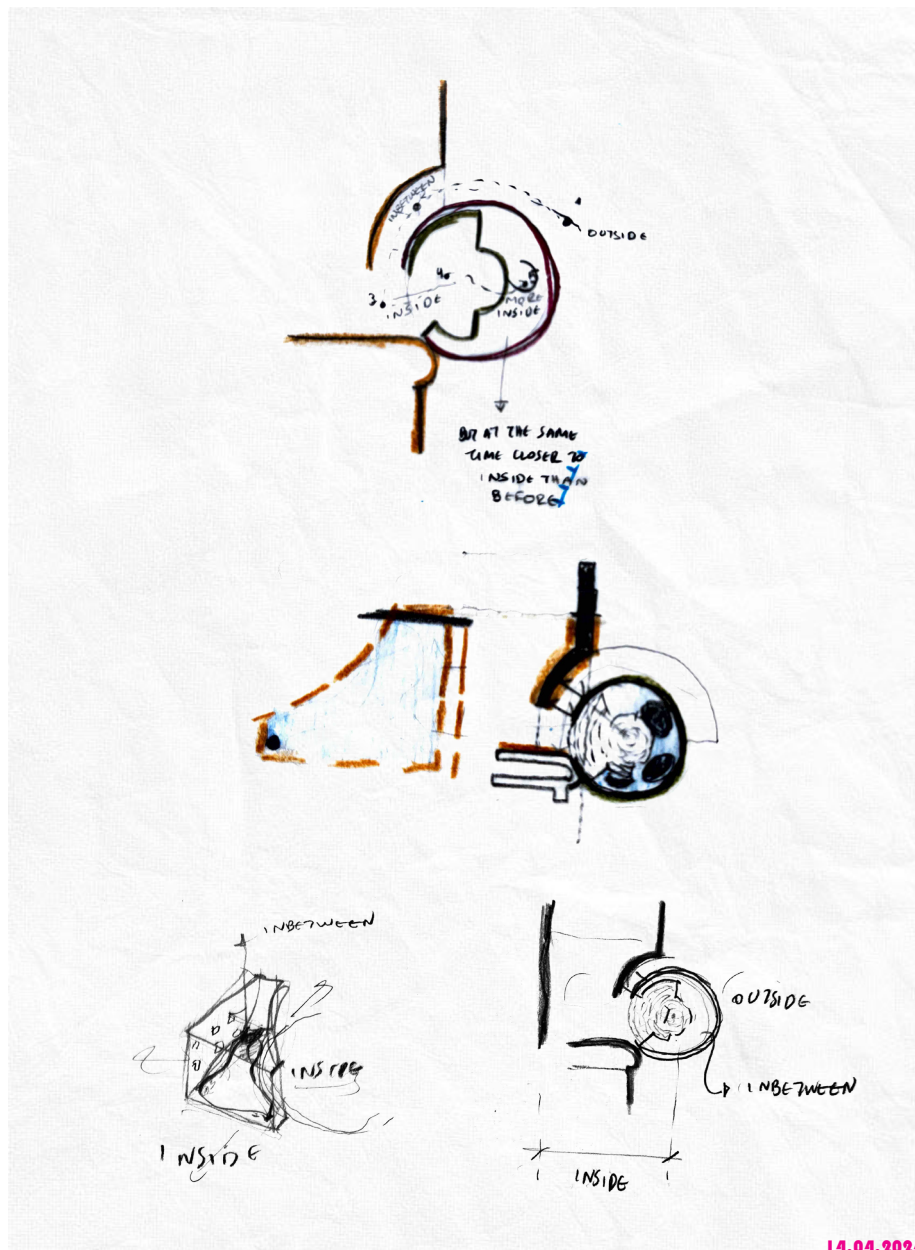 INBETWEEN
OUTSIDE
3.
INSIDE
MORE
INSIDE
BUT AT THE SAME
TIME CLOSER TO
INSIDE THAN
BEFORE
INBETWEEN
INSIDE
INSIDE
OUTSIDE
INBETWEEN
INSIDE